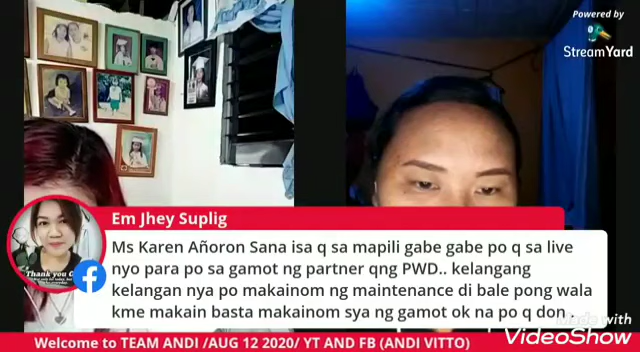 Powered by
StreamYard
Em Jhey Suplig
Ms Karen Añoron Sana isa q sa mapili gabe gabe po q sa live
nyo para po sa gamot ng partner qng PWD.. kelangang
kelangan nya po makainom ng maintenance di bale pong wala
kme makain basta makainom sya ng gamot ok na po q don .
Thank you
Made with
VideoShow
Welcome to TEAM ANDI /AUG 12 2020/ YT AND FB (ANDI VITTO)